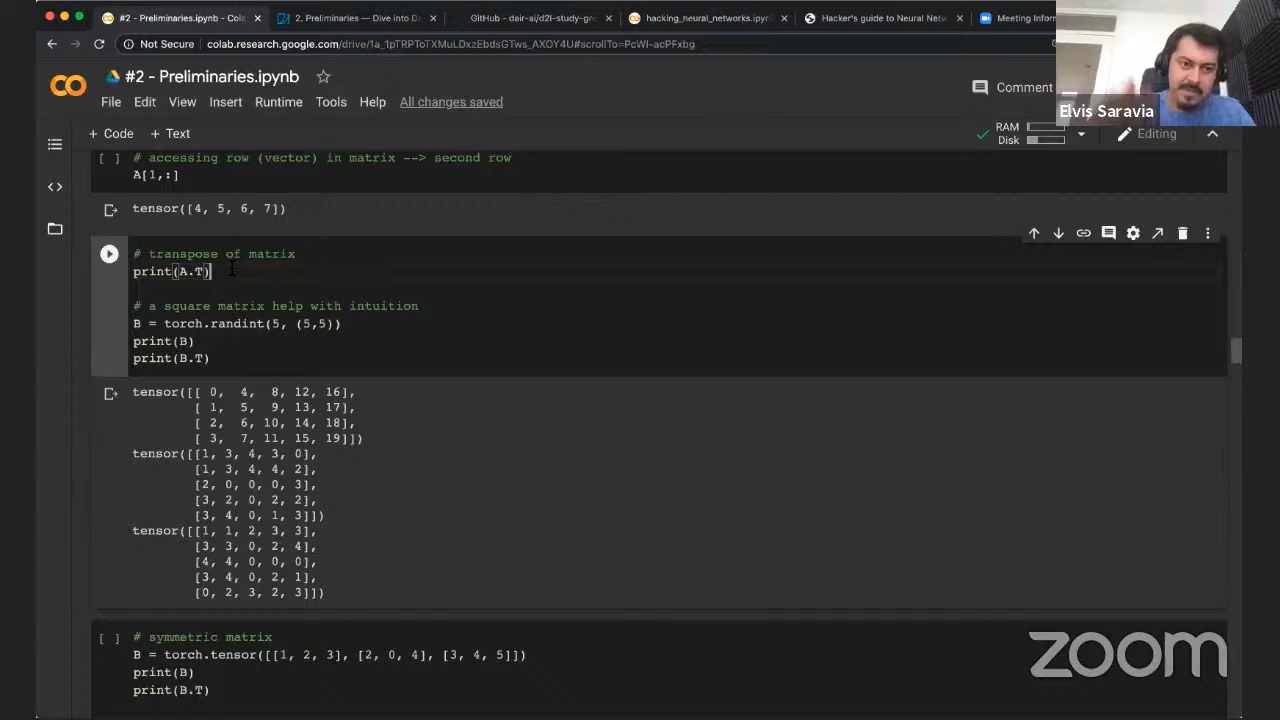 #2 - Preliminaries.ipynb - Cola
2. Preliminaries — Dive into D
GitHub - dair-ai/d2l-study-gro
hacking_neural_networks.ipynb
Hacker's guide to Neural Netw
Meeting Inform
Not Secure | colab.research.google.com/drive/1a_1pTRPToTXMuLDxzEbdsGTws_AXOY4U#scrollTo=PcWI-acPFxbg
#2 - Preliminaries.ipynb
Comment
Elvis Saravia
File Edit View Insert Runtime Tools Help All changes saved
+ Code + Text
RAM
Disk
Editing
[ ] # accessing row (vector) in matrix --> second row
A[1,:]
tensor([4, 5, 6, 7])
# transpose of matrix
print(A.T)
# a square matrix help with intuition
B = torch.randint(5, (5,5))
print(B)
print(B.T)
tensor([[ 0, 4, 8, 12, 16],
[ 1, 5, 9, 13, 17],
[ 2, 6, 10, 14, 18],
[ 3, 7, 11, 15, 19]])
tensor([[1, 3, 4, 3, 0],
[1, 3, 4, 4, 2],
[2, 0, 0, 0, 3],
[3, 2, 0, 2, 2],
[3, 4, 0, 1, 3]])
tensor([[1, 1, 2, 3, 3],
[3, 3, 0, 2, 4],
[4, 4, 0, 0, 0],
[3, 4, 0, 2, 1],
[0, 2, 3, 2, 3]])
[ ] # symmetric matrix
B = torch.tensor([[1, 2, 3], [2, 0, 4], [3, 4, 5]])
print(B)
print(B.T)
zoom